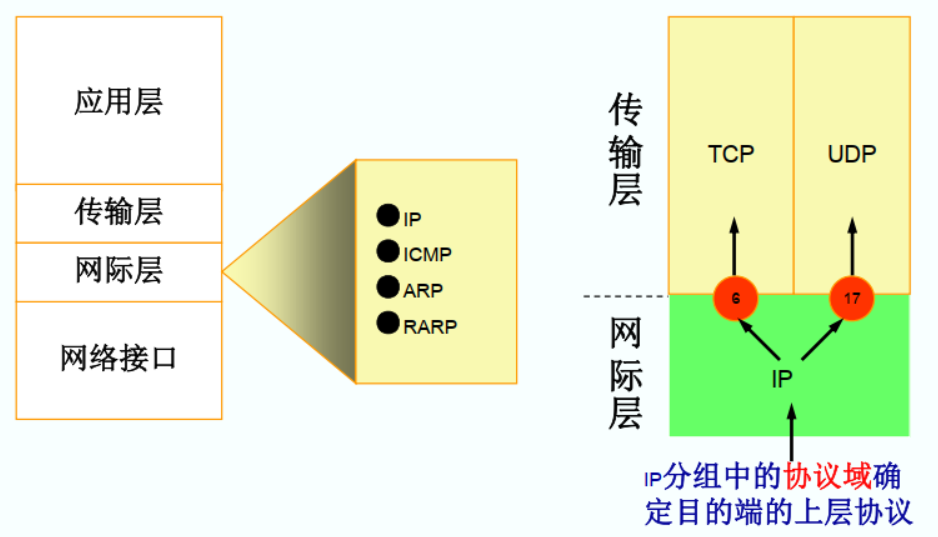 应用层
传输层
网际层
网络接口
IP
ICMP
ARP
RARP
传输层
TCP
UDP
6
17
网际层
IP
IP分组中的协议域确
定目的端的上层协议